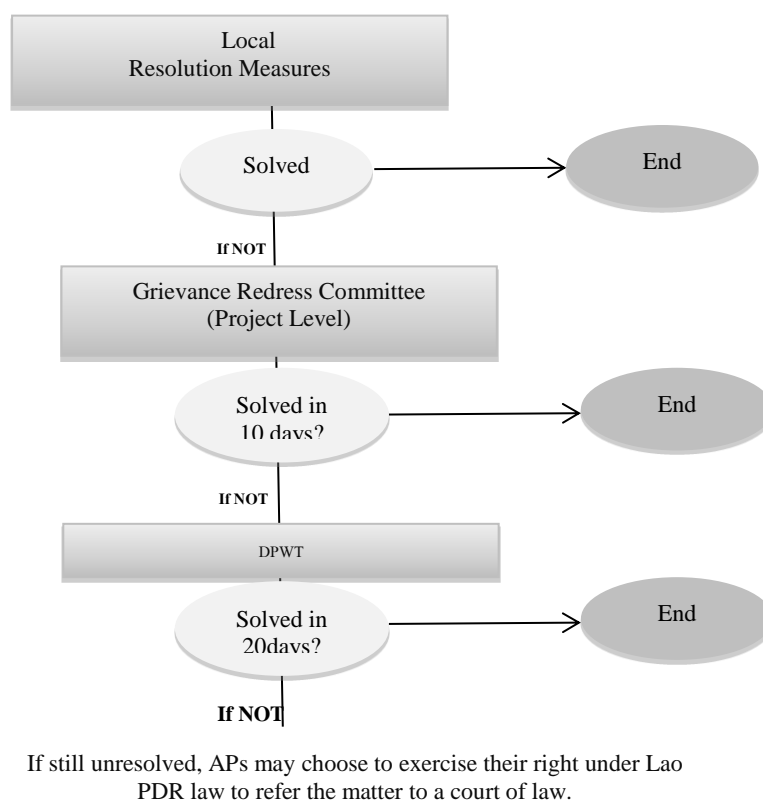 Local
Resolution Measures
Solved
End
If NOT
Grievance Redress Committee
(Project Level)
Solved in
10 days?
End
If NOT
DPWT
Solved in
20days?
End
If NOT
If still unresolved, APs may choose to exercise their right under Lao
PDR law to refer the matter to a court of law.